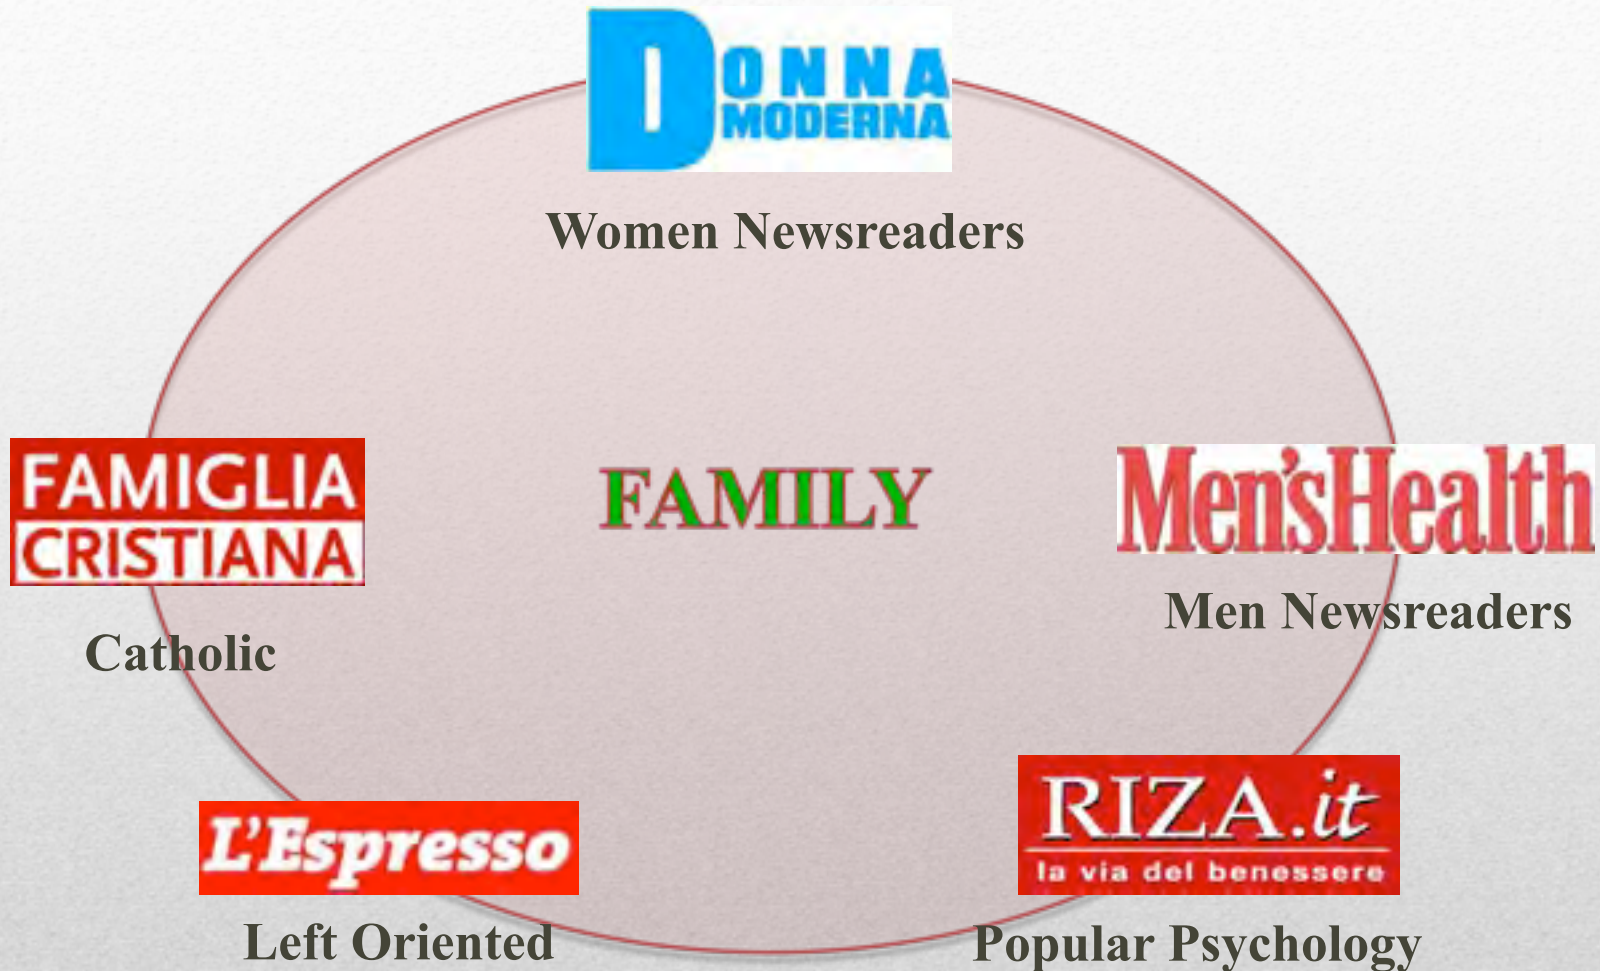 DONNA
MODERNA
Women Newsreaders
FAMIGLIA
CRISTIANA
Catholic
FAMILY
Men'sHealth
Men Newsreaders
L'Espresso
Left Oriented
RIZA.it
la via del benessere
Popular Psychology